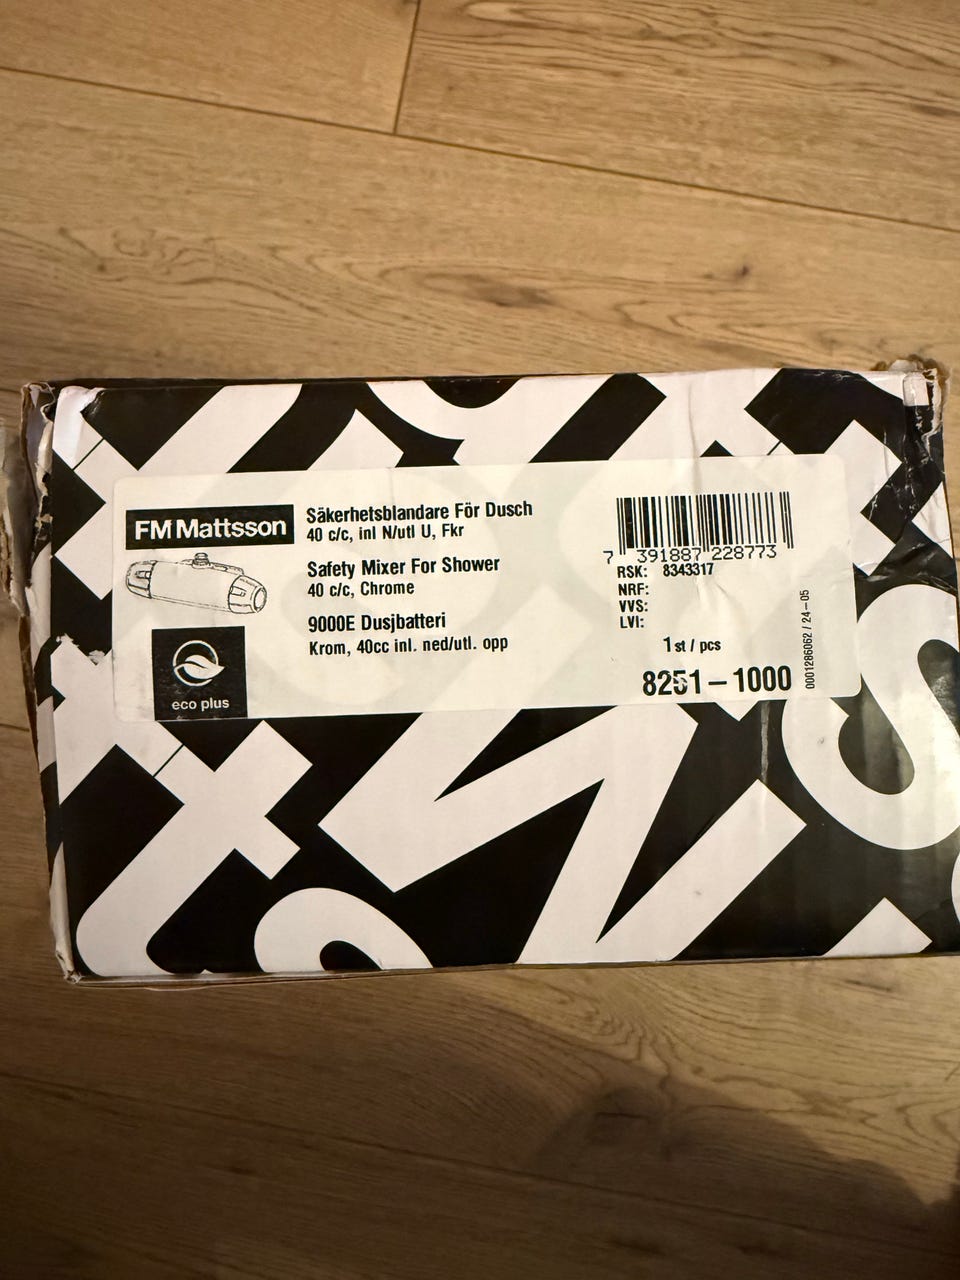 FM Mattsson
Säkerhetsblandare För Dusch
40 c/c, inl N/utl U, Fkr
Safety Mixer For Shower
40 c/c, Chrome
9000E Dusjbatteri
Krom, 40cc inl. ned/utl. opp
eco plus
7 391887 228773
RSK: 8343317
NRF:
VVS:
LVI:
1 st / pcs
8251-1000
0001286062 / 24-05